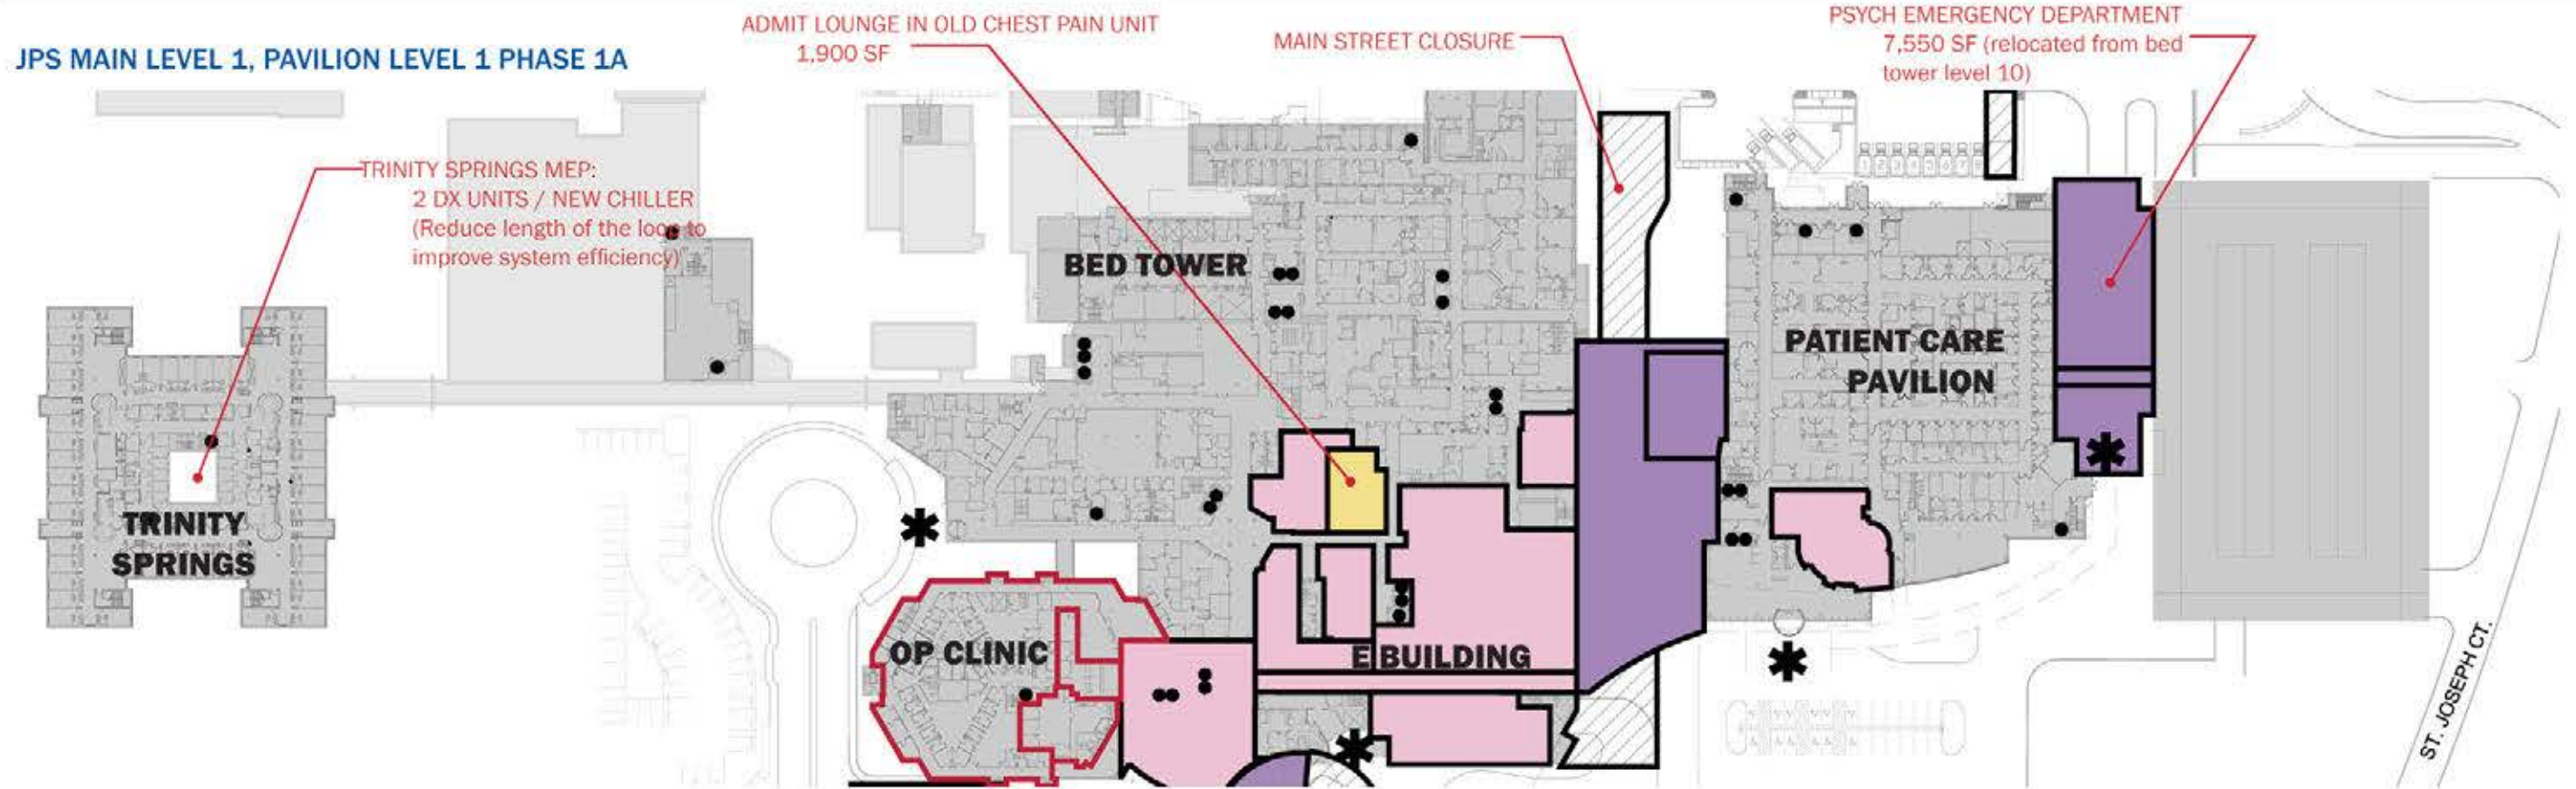 JPS MAIN LEVEL 1, PAVILION LEVEL 1 PHASE 1A
ADMIT LOUNGE IN OLD CHEST PAIN UNIT
1,900 SF
MAIN STREET CLOSURE
PSYCH EMERGENCY DEPARTMENT
7,550 SF (relocated from bed
tower level 10)
TRINITY SPRINGS MEP:
2 DX UNITS / NEW CHILLER
(Reduce length of the loop to
improve system efficiency)
BED TOWER
PATIENT CARE
PAVILION
TRINITY
SPRINGS
OP CLINIC
E BUILDING
ST. JOSEPH CT.